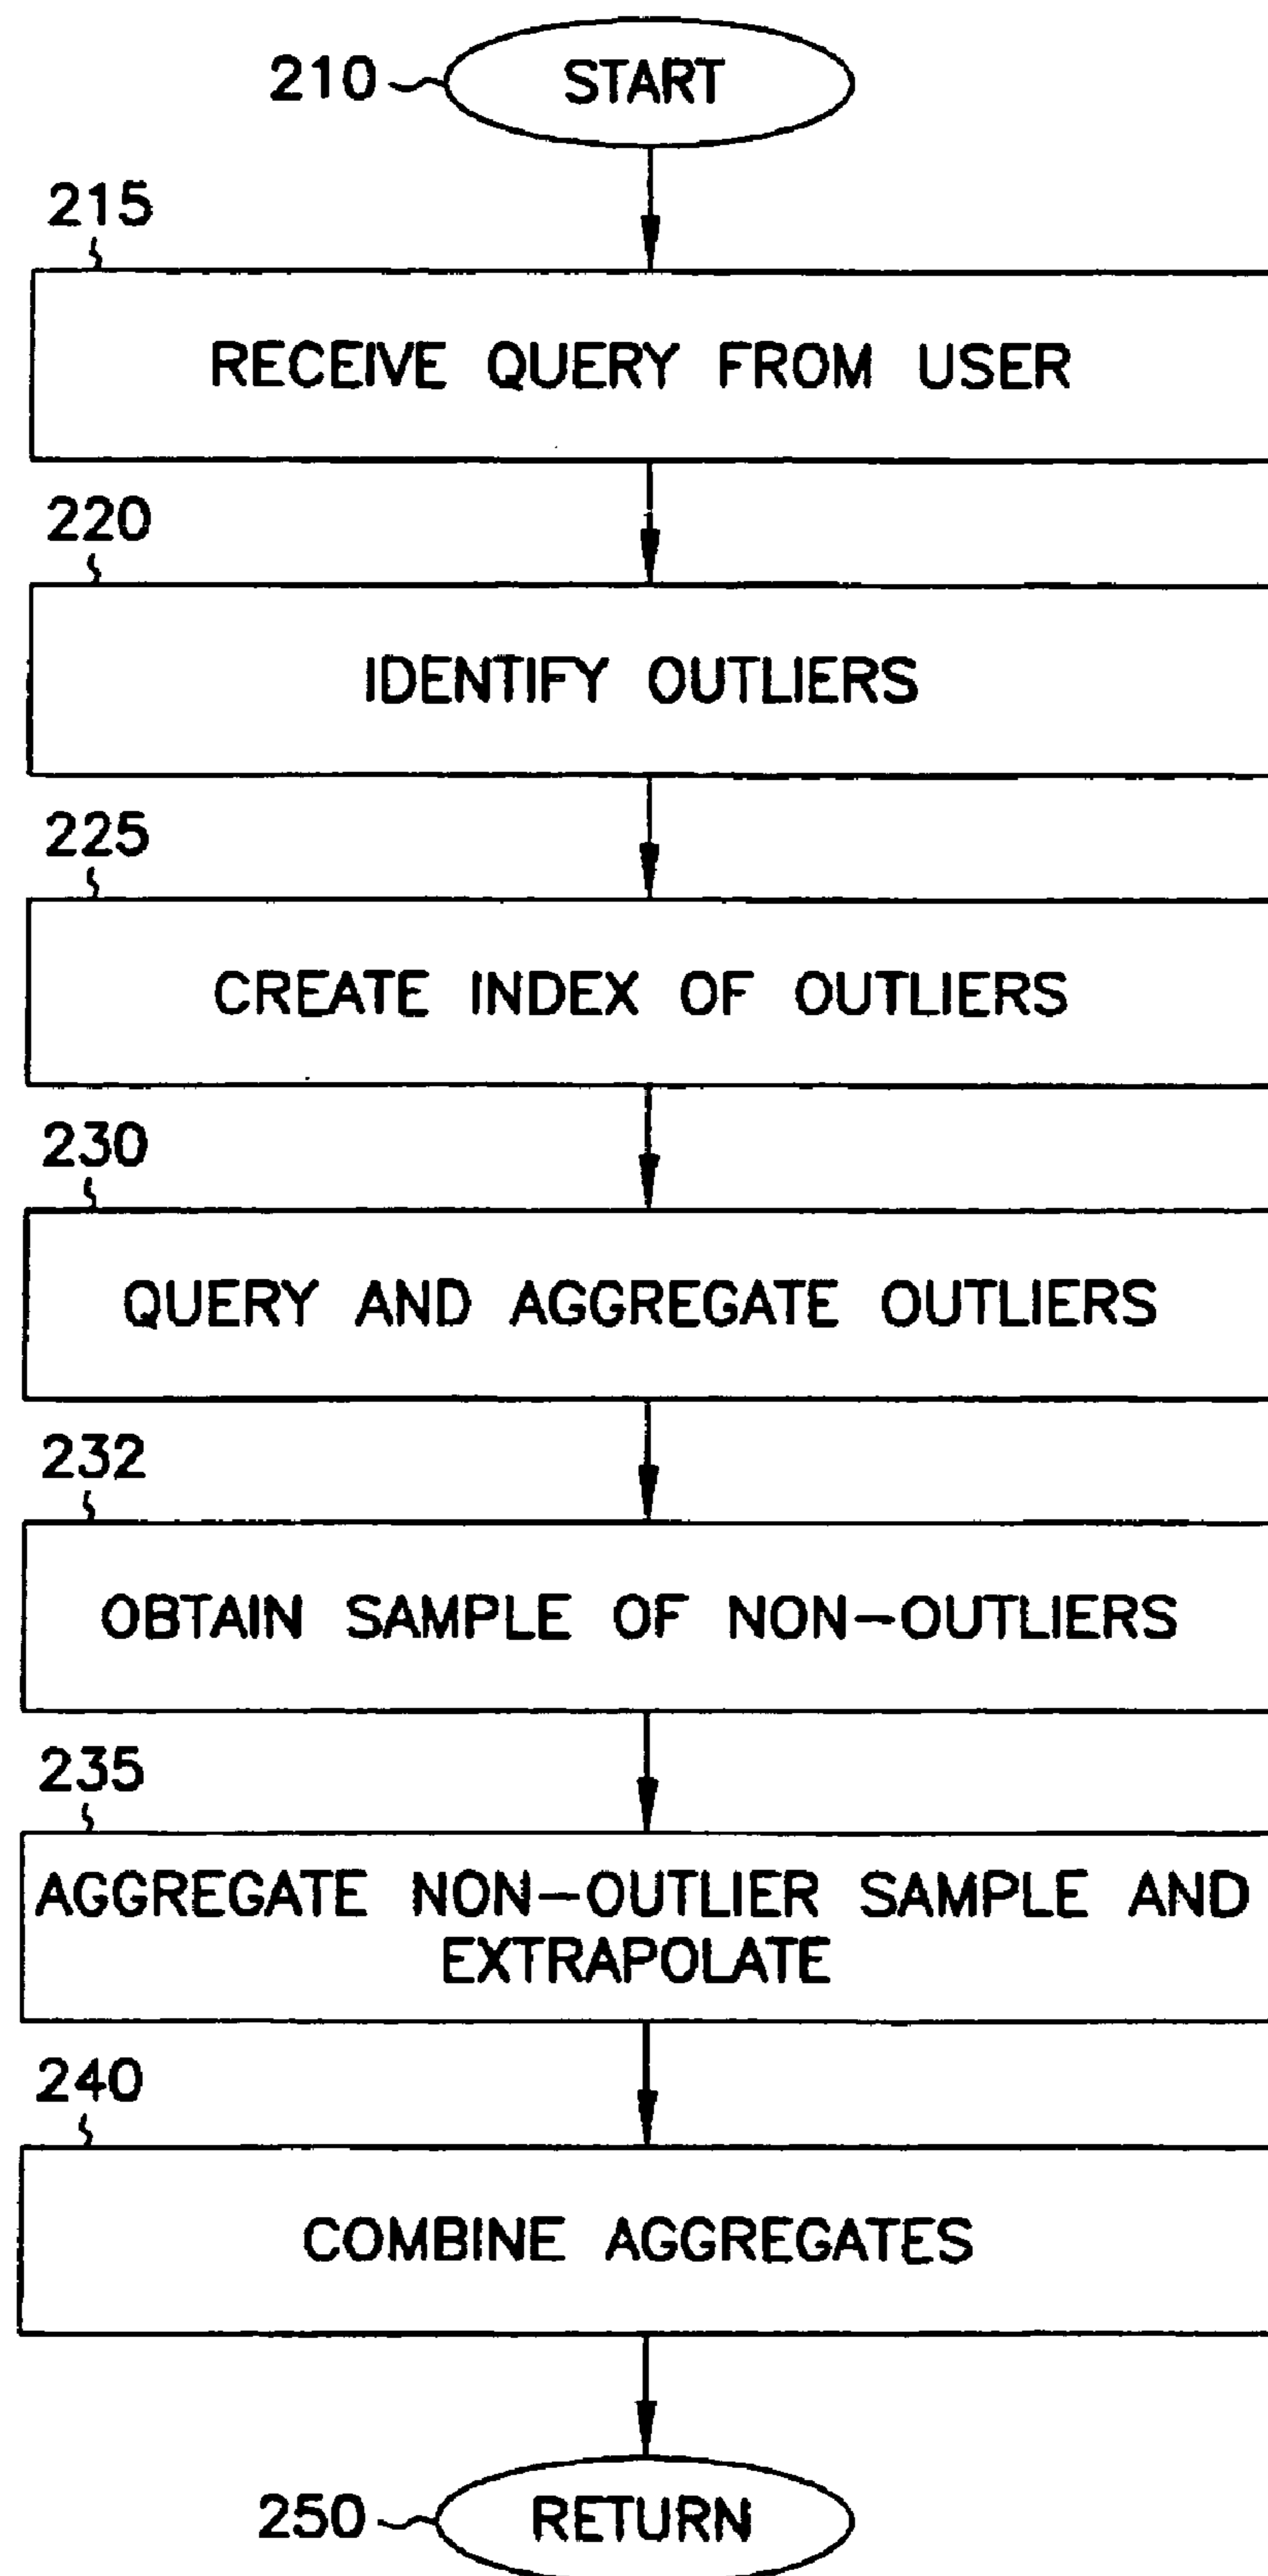 210 START
215
RECEIVE QUERY FROM USER
220
IDENTIFY OUTLIERS
225
CREATE INDEX OF OUTLIERS
230
QUERY AND AGGREGATE OUTLIERS
232
OBTAIN SAMPLE OF NON-OUTLIERS
235
AGGREGATE NON-OUTLIER SAMPLE AND
EXTRAPOLATE
240
COMBINE AGGREGATES
250 RETURN